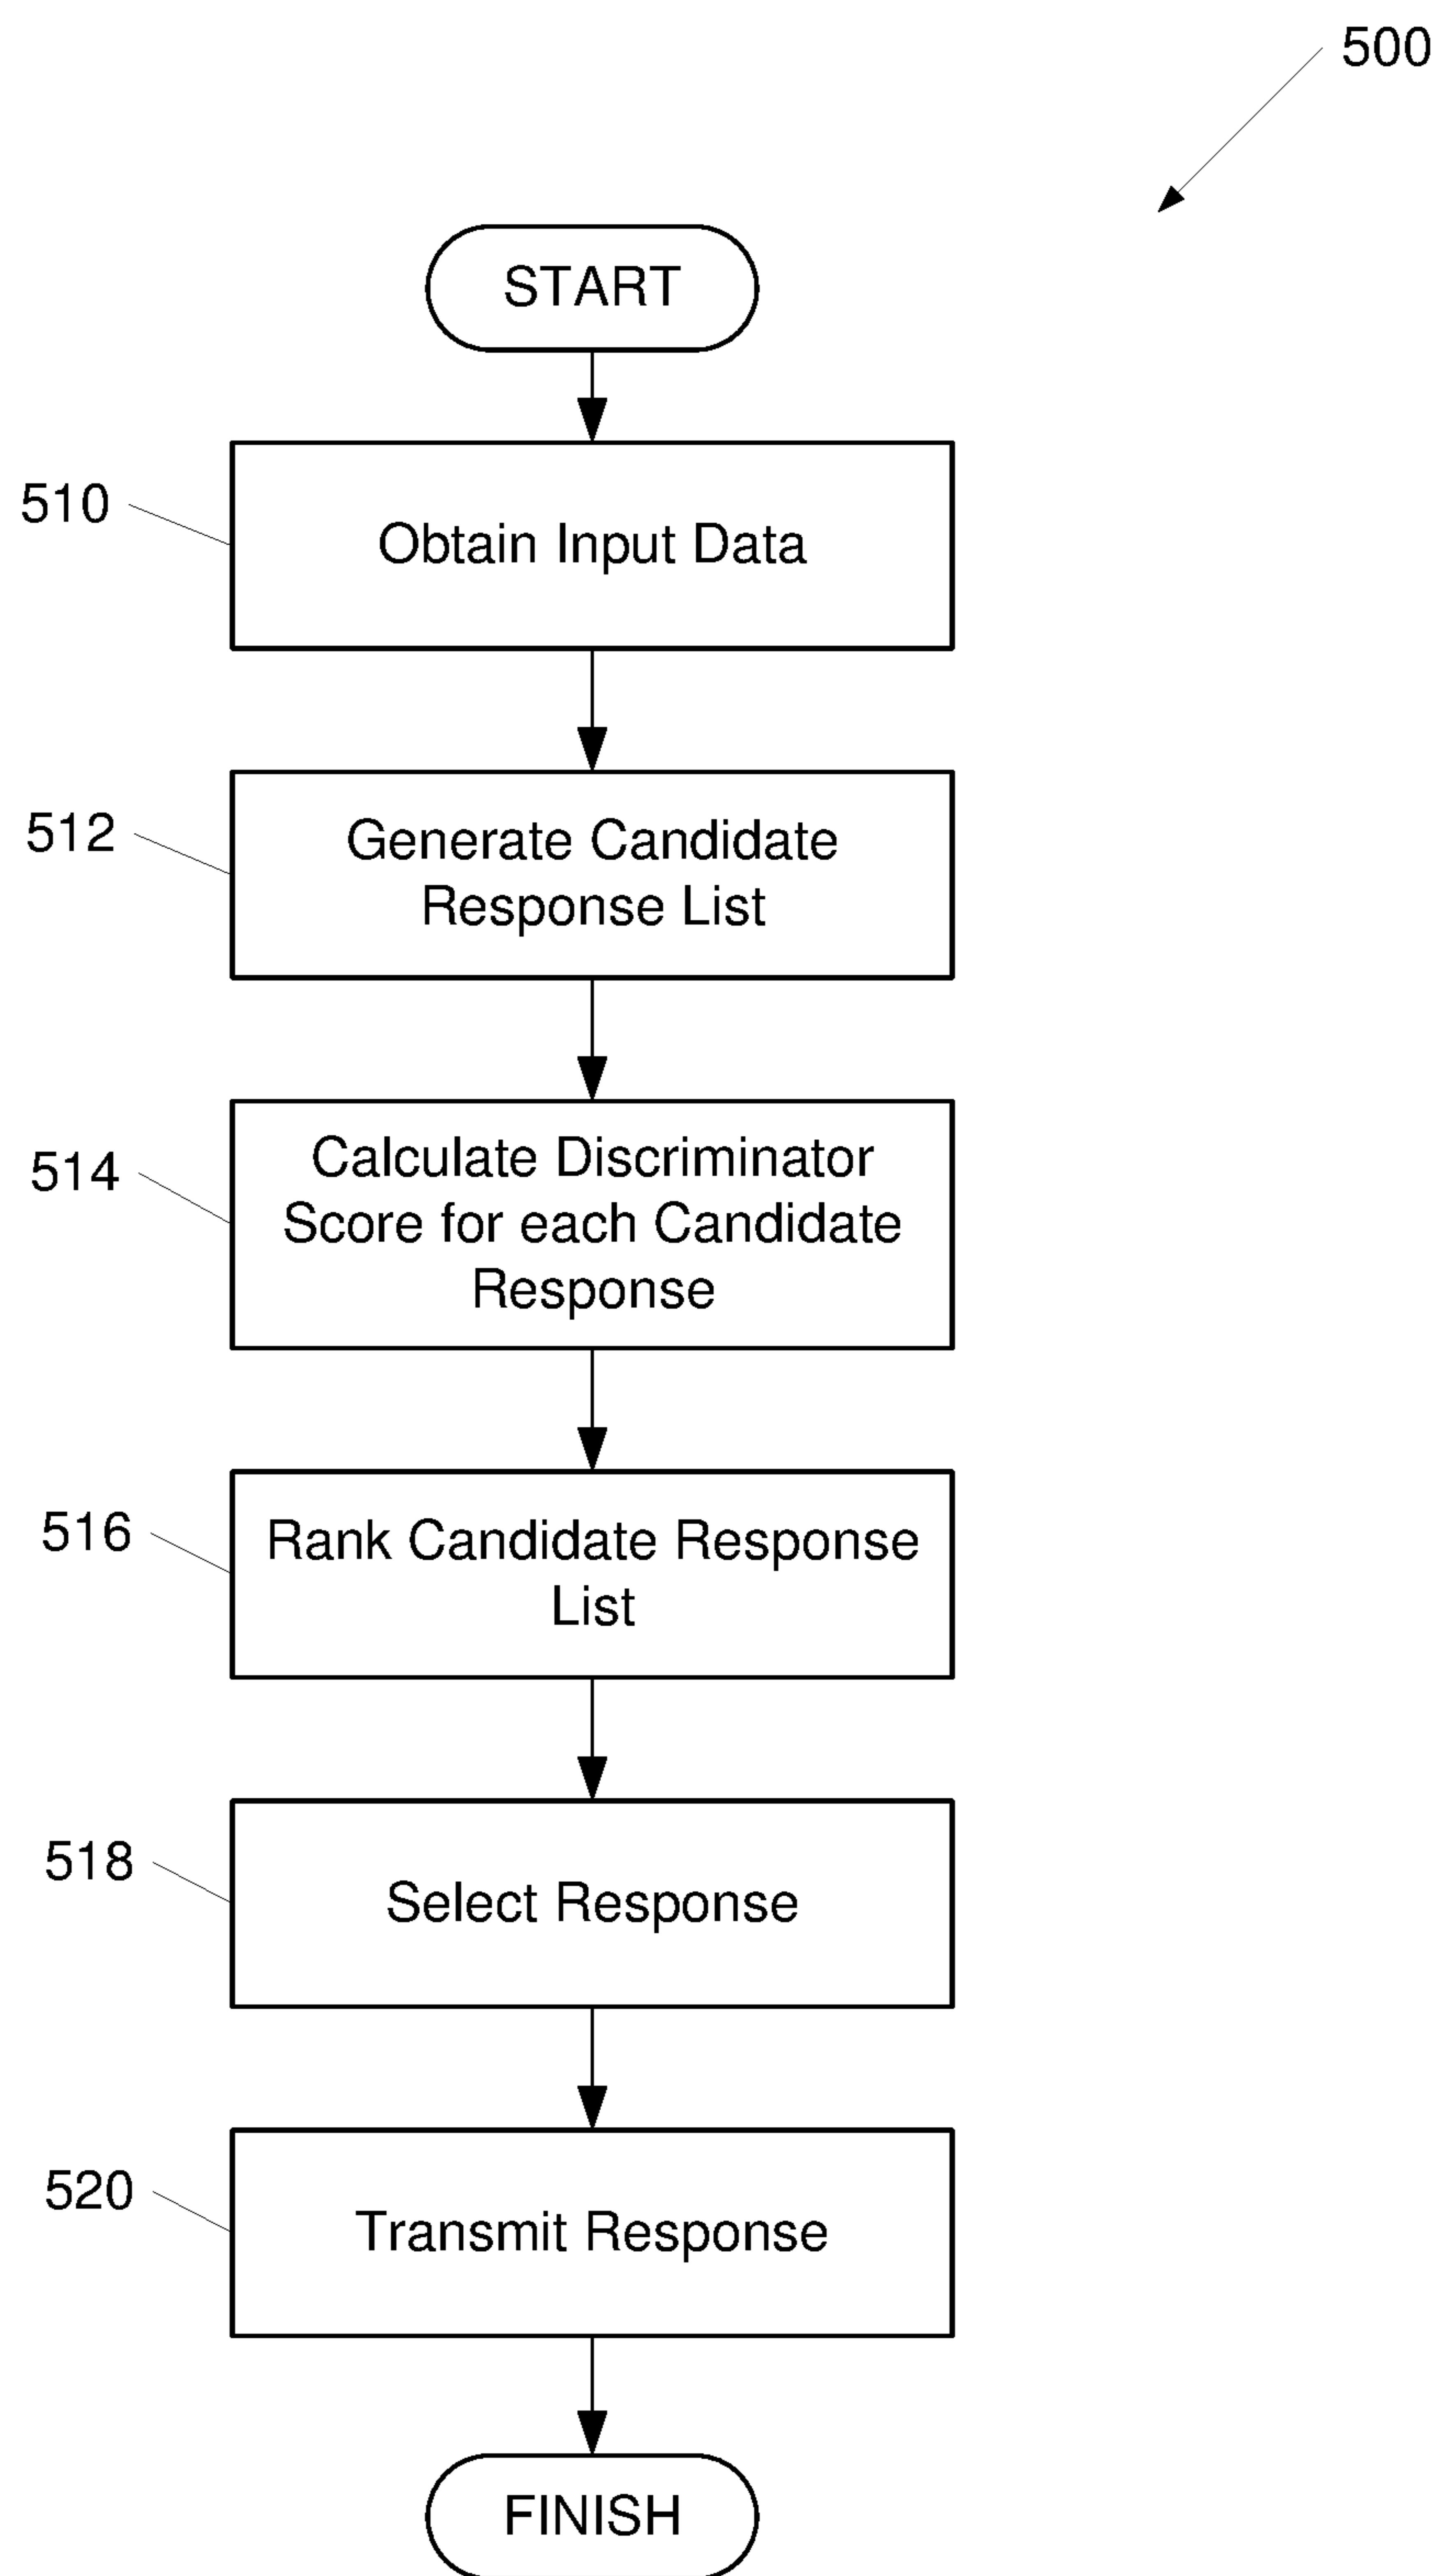 500
START
510
Obtain Input Data
512
Generate Candidate
Response List
514
Calculate Discriminator
Score for each Candidate
Response
516
Rank Candidate Response
List
518
Select Response
520
Transmit Response
FINISH